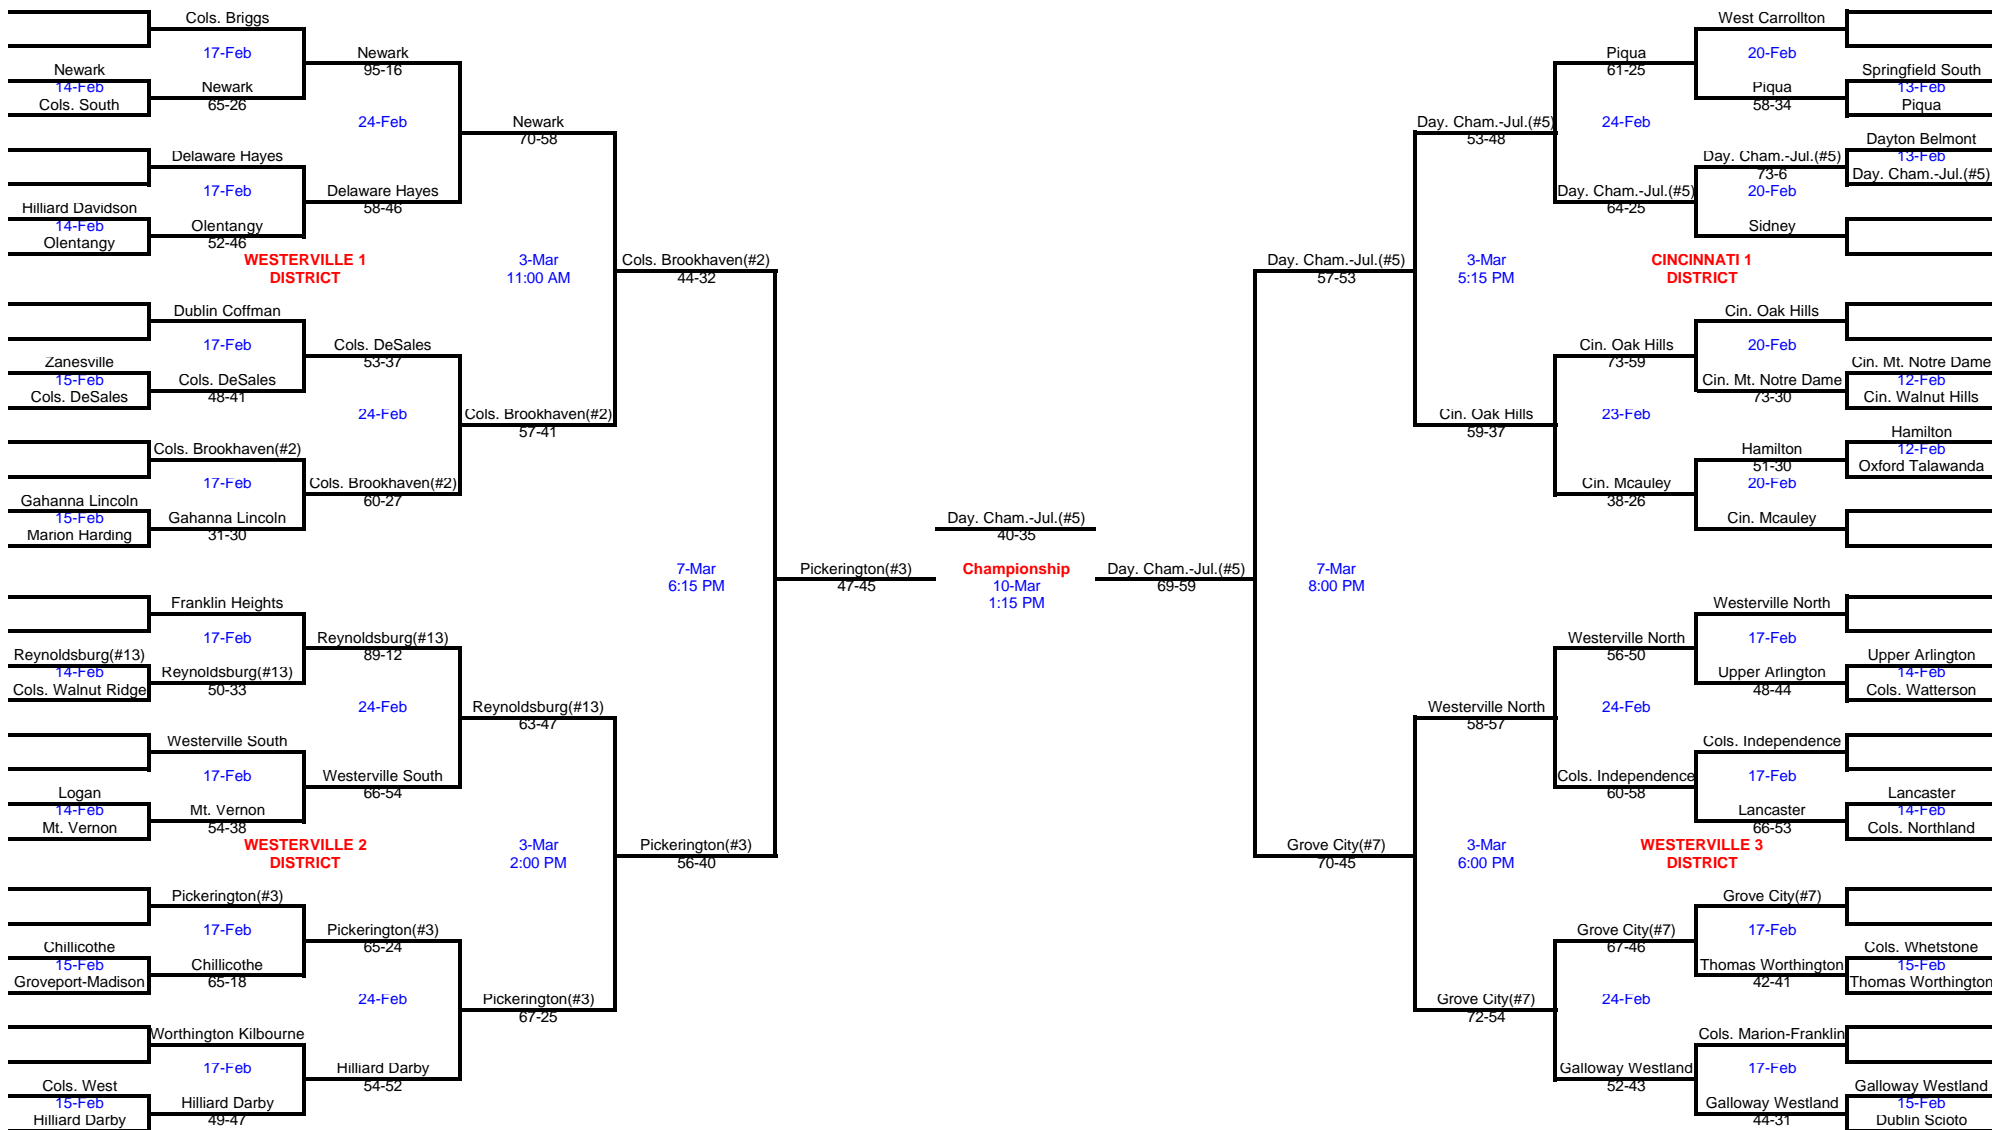 Cols. Briggs
17-Feb
Newark
95-16
Newark
14-Feb
Cols. South
Newark
65-26
24-Feb
Newark
70-58
Delaware Hayes
17-Feb
Delaware Hayes
58-46
Hilliard Davidson
14-Feb
Olentangy
Olentangy
52-46
WESTERVILLE 1
DISTRICT
3-Mar
11:00 AM
Cols. Brookhaven(#2)
44-32
Dublin Coffman
17-Feb
Cols. DeSales
53-37
Zanesville
15-Feb
Cols. DeSales
Cols. DeSales
48-41
24-Feb
Cols. Brookhaven(#2)
57-41
Cols. Brookhaven(#2)
17-Feb
Cols. Brookhaven(#2)
60-27
Gahanna Lincoln
15-Feb
Marion Harding
Gahanna Lincoln
31-30
7-Mar
6:15 PM
Pickerington(#3)
47-45
Franklin Heights
17-Feb
Reynoldsburg(#13)
89-12
Reynoldsburg(#13)
14-Feb
Cols. Walnut Ridge
Reynoldsburg(#13)
50-33
24-Feb
Reynoldsburg(#13)
63-47
Westerville South
17-Feb
Westerville South
66-54
Logan
14-Feb
Mt. Vernon
Mt. Vernon
54-38
WESTERVILLE 2
DISTRICT
3-Mar
2:00 PM
Pickerington(#3)
56-40
Pickerington(#3)
17-Feb
Pickerington(#3)
65-24
Chillicothe
15-Feb
Groveport-Madison
Chillicothe
65-18
24-Feb
Pickerington(#3)
67-25
Worthington Kilbourne
17-Feb
Hilliard Darby
54-52
Cols. West
15-Feb
Hilliard Darby
Hilliard Darby
49-47
Day. Cham.-Jul.(#5)
40-35
Championship
10-Mar
1:15 PM
Day. Cham.-Jul.(#5)
69-59
7-Mar
8:00 PM
West Carrollton
20-Feb
Piqua
61-25
Springfield South
13-Feb
Piqua
Piqua
58-34
Day. Cham.-Jul.(#5)
53-48
24-Feb
Dayton Belmont
13-Feb
Day. Cham.-Jul.(#5)
Day. Cham.-Jul.(#5)
73-6
20-Feb
Day. Cham.-Jul.(#5)
64-25
Sidney
Day. Cham.-Jul.(#5)
57-53
3-Mar
5:15 PM
CINCINNATI 1
DISTRICT
Cin. Oak Hills
20-Feb
Cin. Oak Hills
73-59
Cin. Mt. Notre Dame
12-Feb
Cin. Walnut Hills
Cin. Mt. Notre Dame
73-30
Cin. Oak Hills
59-37
23-Feb
Hamilton
12-Feb
Oxford Talawanda
Hamilton
51-30
20-Feb
Cin. Mcauley
38-26
Cin. Mcauley
Westerville North
17-Feb
Westerville North
56-50
Upper Arlington
14-Feb
Cols. Watterson
Upper Arlington
48-44
Westerville North
58-57
24-Feb
Cols. Independence
17-Feb
Cols. Independence
60-58
Lancaster
14-Feb
Cols. Northland
Lancaster
66-53
Grove City(#7)
70-45
3-Mar
6:00 PM
WESTERVILLE 3
DISTRICT
Grove City(#7)
17-Feb
Grove City(#7)
67-46
Cols. Whetstone
15-Feb
Thomas Worthington
Thomas Worthington
42-41
Grove City(#7)
72-54
24-Feb
Cols. Marion-Franklin
17-Feb
Galloway Westland
52-43
Galloway Westland
15-Feb
Dublin Scioto
Galloway Westland
44-31